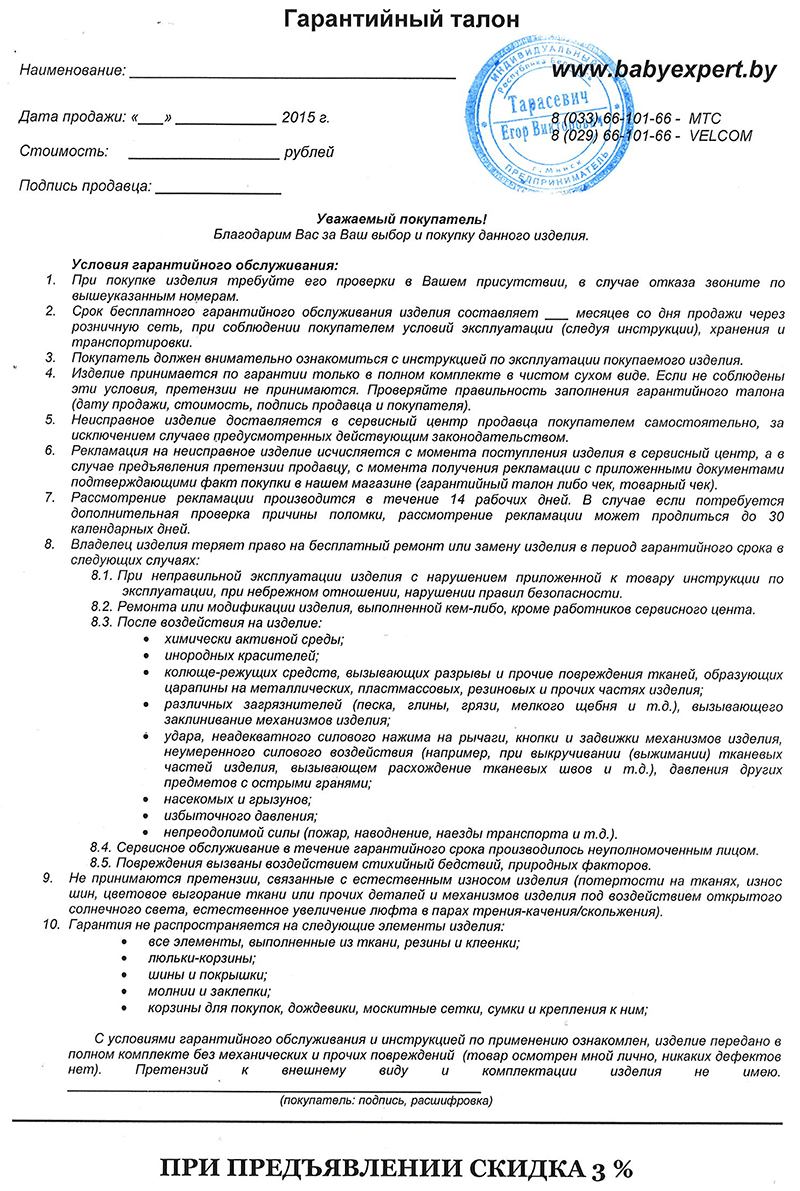 Гарантийный талон
Наименование: ____________________
www.babyexpert.by
Дата продажи: «___» _____________ 2015 г.
8 (033) 66-101-66 - МТС
8 (029) 66-101-66 - VELCOM
Стоимость: ____________________ рублей
Подпись продавца: ________________
ИНДИВИДУАЛЬНЫЙ
Республика Беларусь
Тарасевич
Егор Викторович
г. Минск
ПРЕДПРИНИМАТЕЛЬ
Уважаемый покупатель!
Благодарим Вас за Ваш выбор и покупку данного изделия.
Условия гарантийного обслуживания:
1. При покупке изделия требуйте его проверки в Вашем присутствии, в случае отказа звоните по
вышеуказанным номерам.
2. Срок бесплатного гарантийного обслуживания изделия составляет ___ месяцев со дня продажи через
розничную сеть, при соблюдении покупателем условий эксплуатации (следуя инструкции), хранения и
транспортировки.
3. Покупатель должен внимательно ознакомиться с инструкцией по эксплуатации покупаемого изделия.
4. Изделие принимается по гарантии только в полном комплекте в чистом сухом виде. Если не соблюдены
эти условия, претензии не принимаются. Проверяйте правильность заполнения гарантийного талона
(дату продажи, стоимость, подпись продавца и покупателя).
5. Неисправное изделие доставляется в сервисный центр продавца покупателем самостоятельно, за
исключением случаев предусмотренных действующим законодательством.
6. Рекламация на неисправное изделие исчисляется с момента поступления изделия в сервисный центр, а в
случае предъявления претензии продавцу, с момента получения рекламации с приложенными документами
подтверждающими факт покупки в нашем магазине (гарантийный талон либо чек, товарный чек).
7. Рассмотрение рекламации производится в течение 14 рабочих дней. В случае если потребуется
дополнительная проверка причины поломки, рассмотрение рекламации может продлиться до 30
календарных дней.
8. Владелец изделия теряет право на бесплатный ремонт или замену изделия в период гарантийного срока в
следующих случаях:
8.1. При неправильной эксплуатации изделия с нарушением приложенной к товару инструкции по
эксплуатации, при небрежном отношении, нарушении правил безопасности.
8.2. Ремонта или модификации изделия, выполненной кем-либо, кроме работников сервисного цента.
8.3. После воздействия на изделие:
• химически активной среды;
• инородных красителей;
• колюще-режущих средств, вызывающих разрывы и прочие повреждения тканей, образующих
царапины на металлических, пластмассовых, резиновых и прочих частях изделия;
• различных загрязнителей (песка, глины, грязи, мелкого щебня и т.д.), вызывающего
заклинивание механизмов изделия;
• удара, неадекватного силового нажима на рычаги, кнопки и задвижки механизмов изделия,
неумеренного силового воздействия (например, при выкручивании (выжимании) тканевых
частей изделия, вызывающем расхождение тканевых швов и т.д.), давления других
предметов с острыми гранями;
• насекомых и грызунов;
• избыточного давления;
• непреодолимой силы (пожар, наводнение, наезды транспорта и т.д.).
8.4. Сервисное обслуживание в течение гарантийного срока производилось неуполномоченным лицом.
8.5. Повреждения вызваны воздействием стихийный бедствий, природных факторов.
9. Не принимаются претензии, связанные с естественным износом изделия (потертости на тканях, износ
шин, цветовое выгорание ткани или прочих деталей и механизмов изделия под воздействием открытого
солнечного света, естественное увеличение люфта в парах трения-качения/скольжения).
10. Гарантия не распространяется на следующие элементы изделия:
• все элементы, выполненные из ткани, резины и клеенки;
• люльки-корзины;
• шины и покрышки;
• молнии и заклепки;
• корзины для покупок, дождевики, москитные сетки, сумки и крепления к ним;
С условиями гарантийного обслуживания и инструкцией по применению ознакомлен, изделие передано в
полном комплекте без механических и прочих повреждений (товар осмотрен мной лично, никаких дефектов
нет). Претензий к внешнему виду и комплектации изделия не имею.
(покупатель: подпись, расшифровка)
ПРИ ПРЕДЪЯВЛЕНИИ СКИДКА 3 %